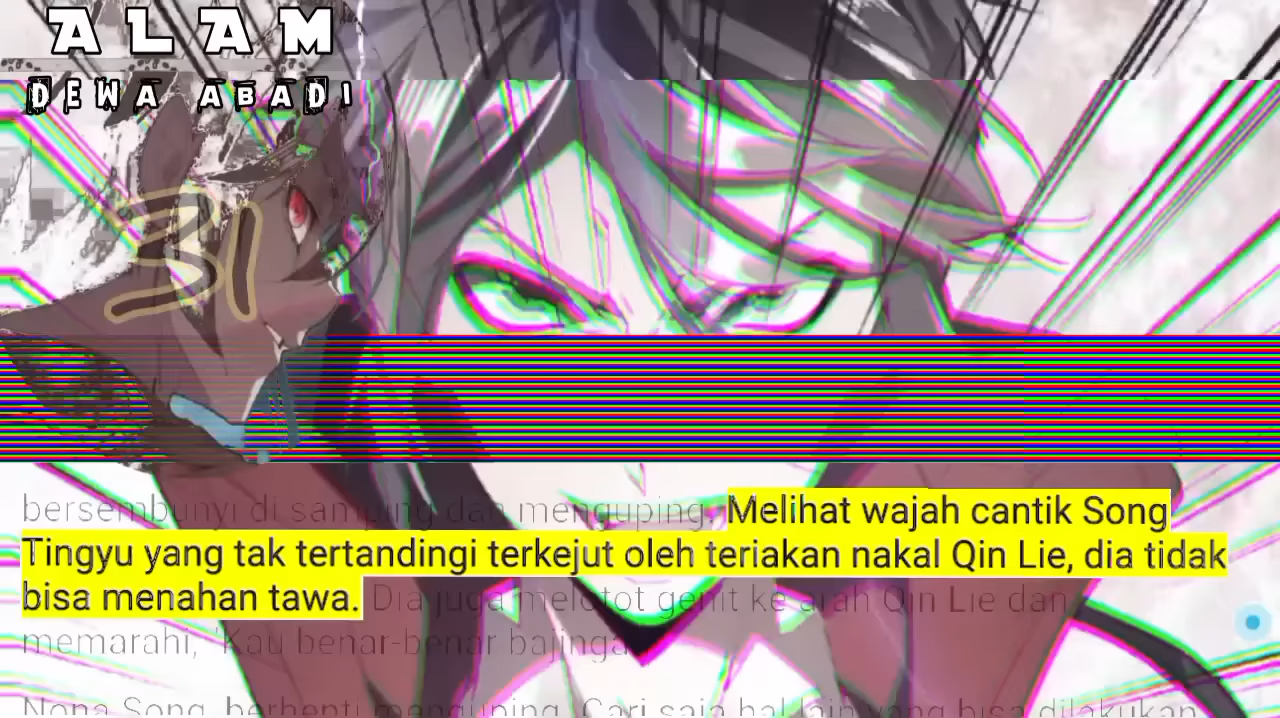 ALAM
DEWA ABADI
31
bersembunyi di samping dan menguping. Melihat wajah cantik Song
Tingyu yang tak tertandingi terkejut oleh teriakan nakal Qin Lie, dia tidak
bisa menahan tawa. Dia juga melotot genit ke arah Qin Lie dan
memarahi, 'Kau benar-benar bajinga
Nona Song, berhenti menguping. Cari saja hal lain yang bisa dilakukan